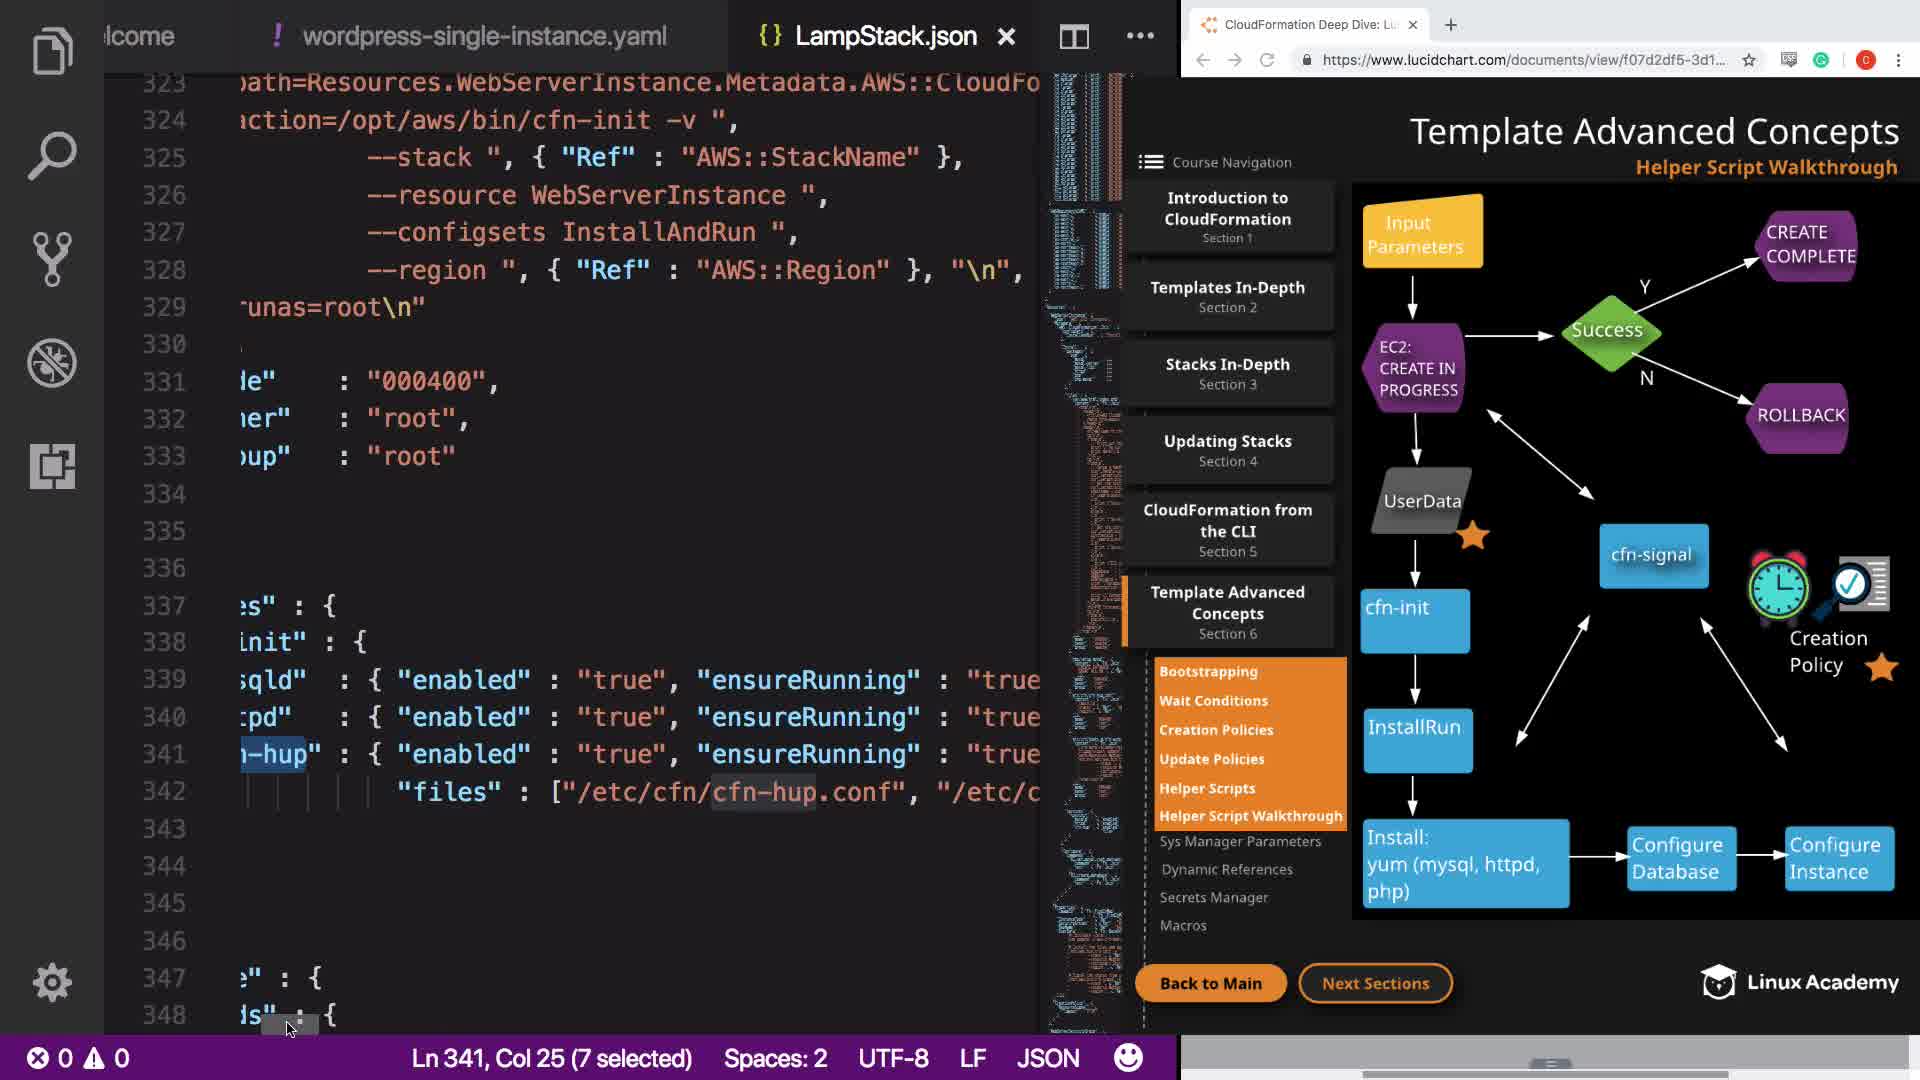 lcome
! wordpress-single-instance.yaml
{} LampStack.json
323 path=Resources.WebServerInstance.Metadata.AWS::CloudFo
324 action=/opt/aws/bin/cfn-init -v ",
325 --stack ", { "Ref" : "AWS::StackName" },
326 --resource WebServerInstance ",
327 --configsets InstallAndRun ",
328 --region ", { "Ref" : "AWS::Region" }, "\n",
329 runas=root\n"
330 ,
331 de" : "000400",
332 ner" : "root",
333 oup" : "root"
334
335
336
337 es" : {
338 init" : {
339 sqld" : { "enabled" : "true", "ensureRunning" : "true
340 tpd" : { "enabled" : "true", "ensureRunning" : "true
341 n-hup" : { "enabled" : "true", "ensureRunning" : "true
342 "files" : ["/etc/cfn/cfn-hup.conf", "/etc/c
343
344
345
346
347 e" : {
348 ds" : {
0 0
Ln 341, Col 25 (7 selected)
Spaces: 2
UTF-8
LF
JSON
CloudFormation Deep Dive: Lu
https://www.lucidchart.com/documents/view/f07d2df5-3d1...
C
Template Advanced Concepts
Helper Script Walkthrough
Course Navigation
Introduction to
CloudFormation
Section 1
Templates In-Depth
Section 2
Stacks In-Depth
Section 3
Updating Stacks
Section 4
CloudFormation from
the CLI
Section 5
Template Advanced
Concepts
Section 6
Bootstrapping
Wait Conditions
Creation Policies
Update Policies
Helper Scripts
Helper Script Walkthrough
Sys Manager Parameters
Dynamic References
Secrets Manager
Macros
Back to Main
Next Sections
Input
Parameters
EC2:
CREATE IN
PROGRESS
Success
Y
N
CREATE
COMPLETE
ROLLBACK
UserData
cfn-signal
Creation
Policy
cfn-init
InstallRun
Install:
yum (mysql, httpd,
php)
Configure
Database
Configure
Instance
Linux Academy